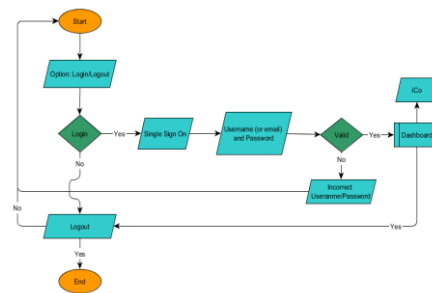 Start
Option: Login/Logout
iCo
Login
Yes
Single Sign On
Username (or email)
and Password
Valid
Yes
Dashboard
No
No
Incorrect
Useranme/Password
No
Logout
Yes
Yes
End